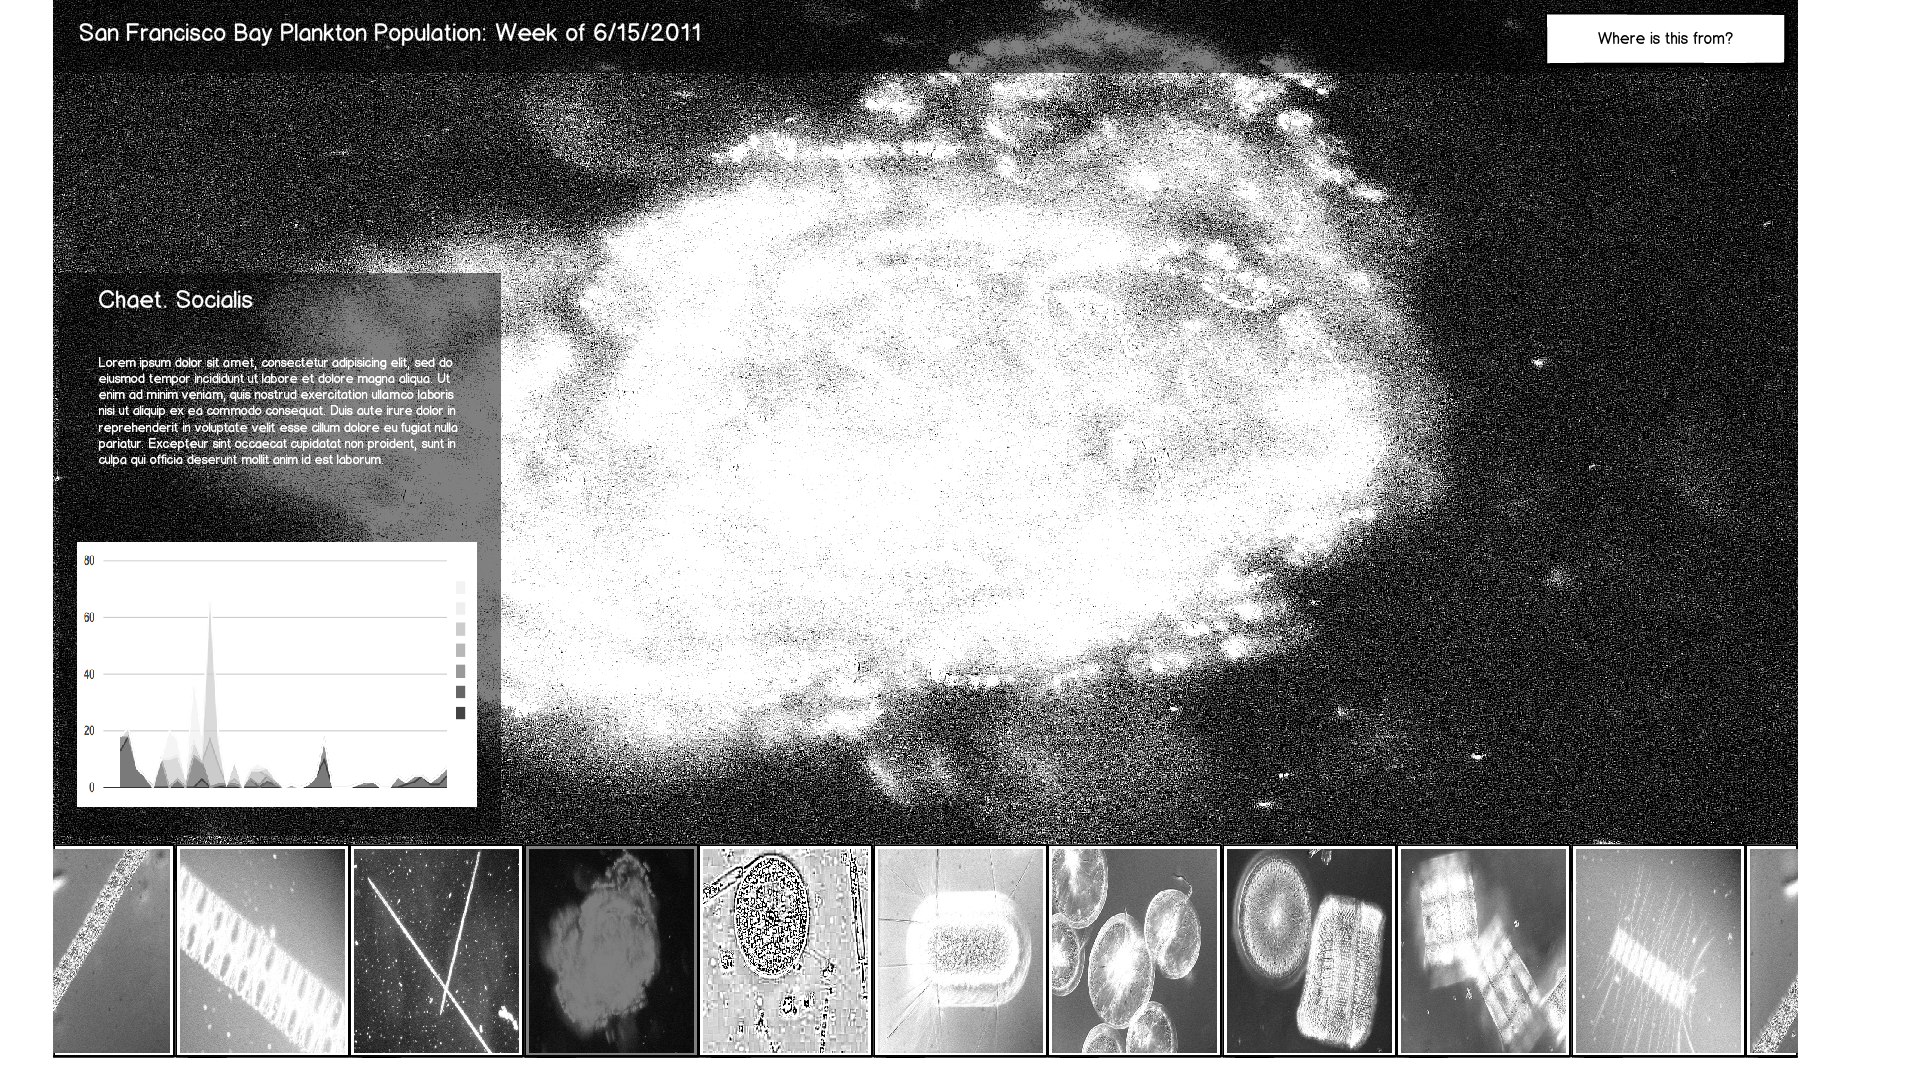 San Francisco Bay Plankton Population: Week of 6/15/2011
Where is this from?
Chaet. Socialis
Lorem ipsum dolor sit amet, consectetur adipisicing elit, sed do
eiusmod tempor incididunt ut labore et dolore magna aliqua. Ut
enim ad minim veniam, quis nostrud exercitation ullamco laboris
nisi ut aliquip ex ea commodo consequat. Duis aute irure dolor in
reprehenderit in voluptate velit esse cillum dolore eu fugiat nulla
pariatur. Excepteur sint occaecat cupidatat non proident, sunt in
culpa qui officia deserunt mollit anim id est laborum.
80
60
40
20
0